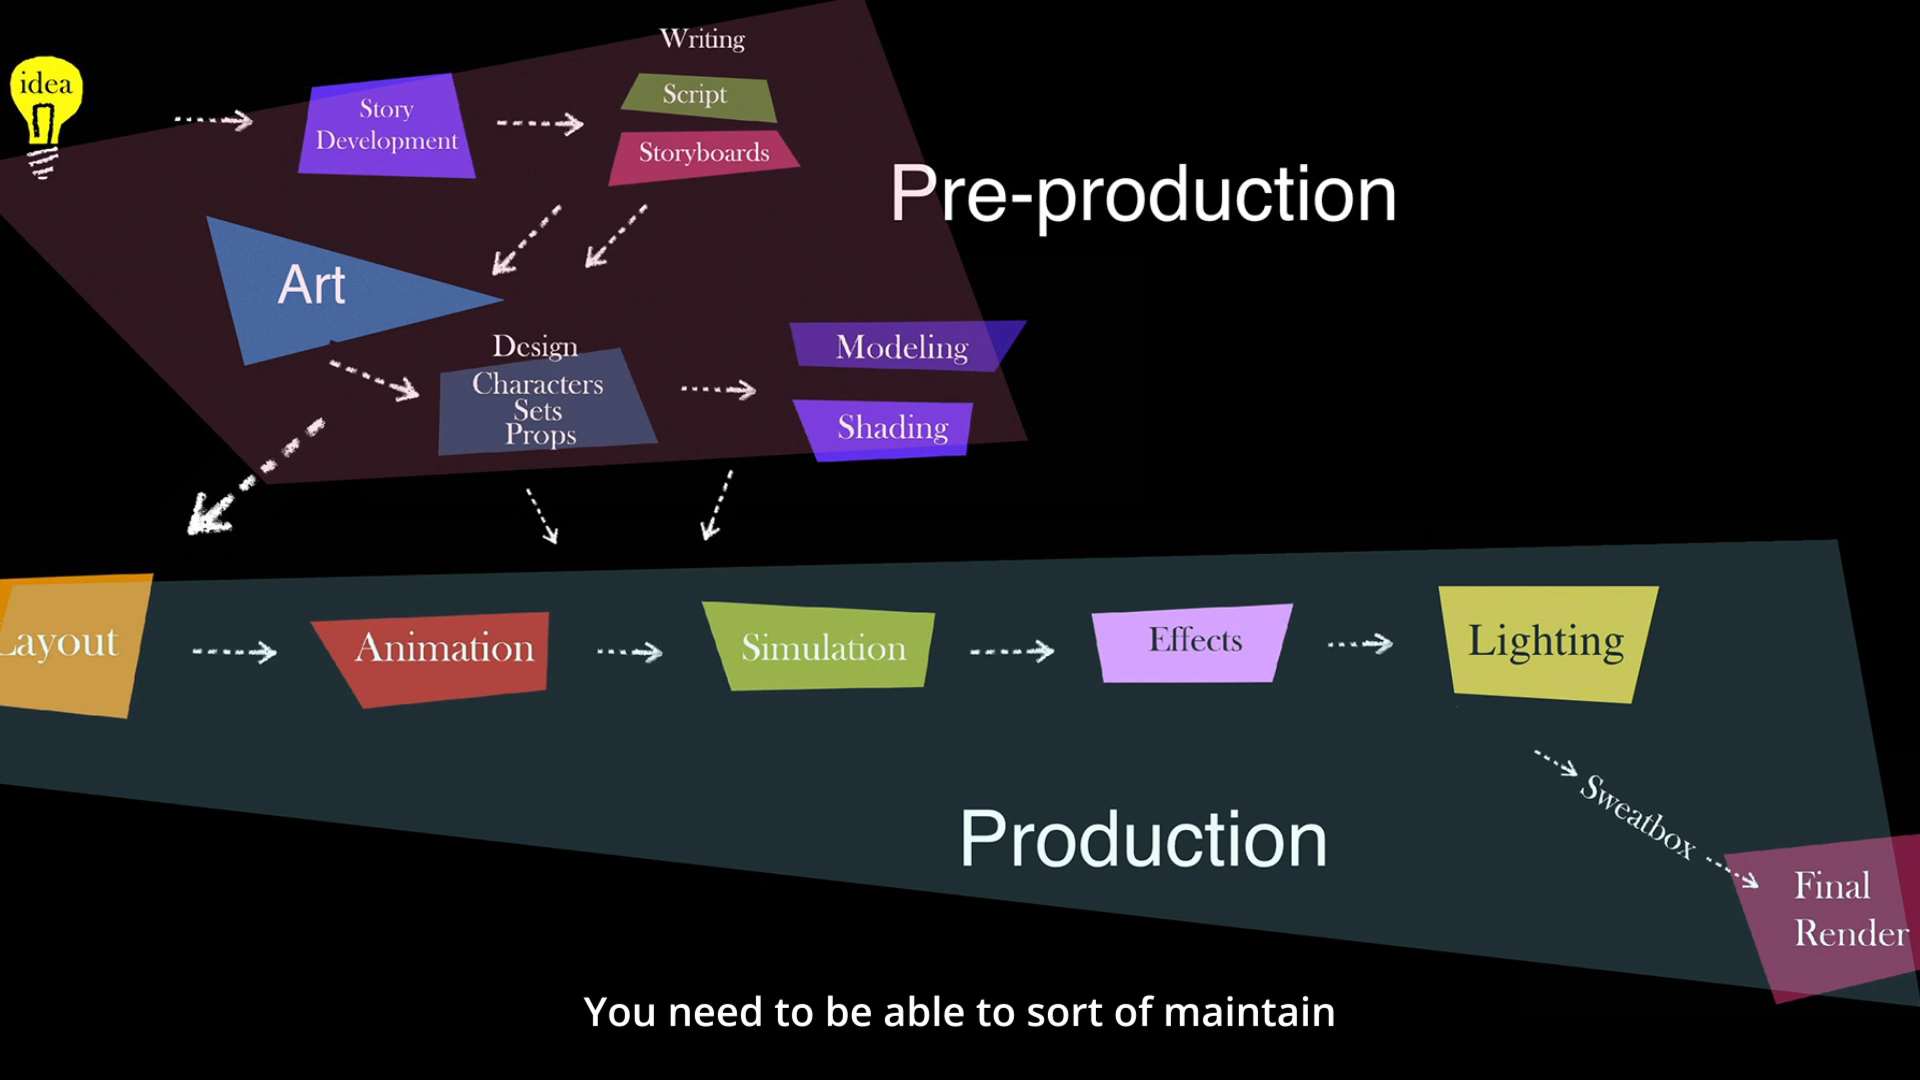 idea
Story
Development
Writing
Script
Storyboards
Pre-production
Art
Design
Characters
Sets
Props
Modeling
Shading
Layout
Animation
Simulation
Effects
Lighting
Sweatbox
Production
Final
Render
You need to be able to sort of maintain